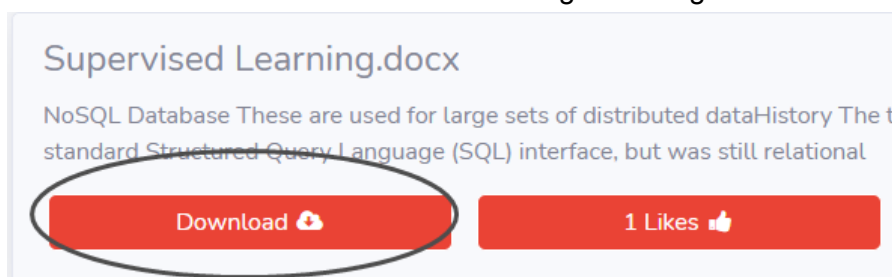 Supervised Learning.docx
NoSQL Database These are used for large sets of distributed dataHistory The t
standard Structured Query Language (SQL) interface, but was still relational
Download
1 Likes